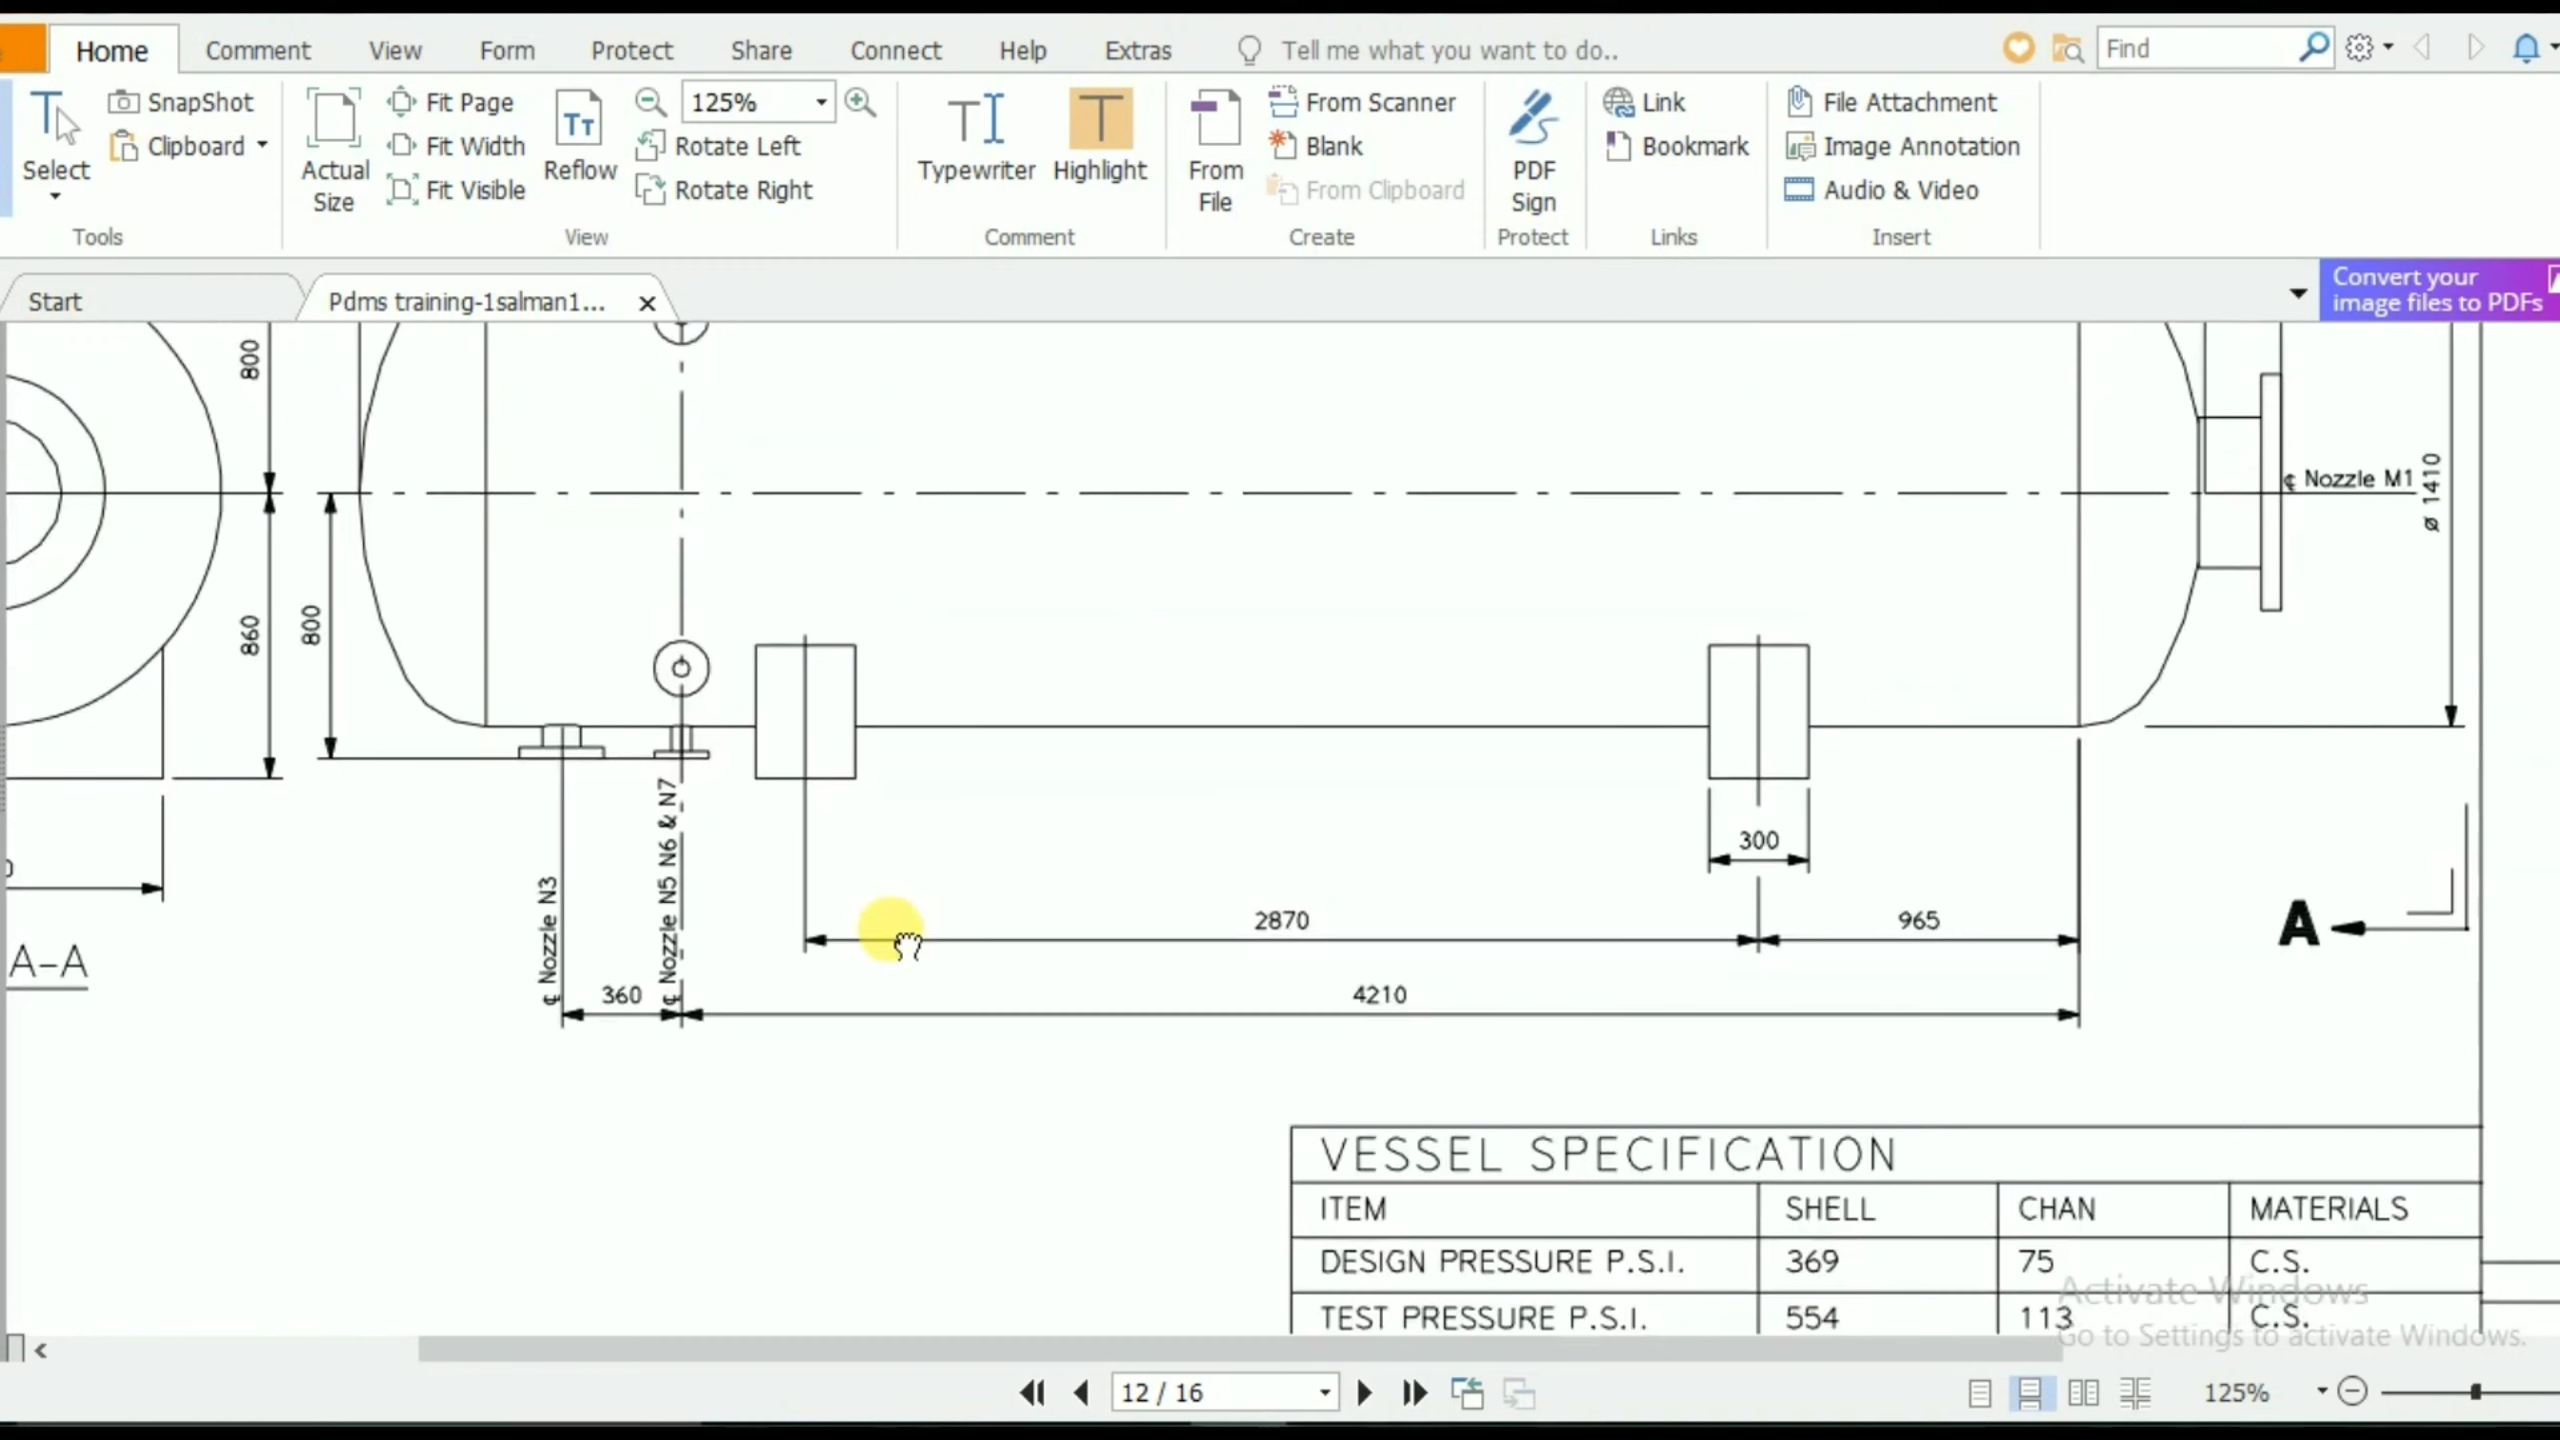 Home Comment View Form Protect Share Connect Help Extras Tell me what you want to do.. Find
Select
SnapShot
Clipboard
Tools
Actual
Size
Fit Page
Fit Width
Fit Visible
Reflow
125%
Rotate Left
Rotate Right
View
Typewriter
Highlight
Comment
From
File
From Scanner
Blank
From Clipboard
Create
PDF
Sign
Protect
Link
Bookmark
Links
File Attachment
Image Annotation
Audio & Video
Insert
Start
Pdms training-1salman1...
Convert your
image files to PDFs
800
860
800
℄ Nozzle M1
ø 1410
℄ Nozzle N3
℄ Nozzle N5 N6 & N7
300
2870
965
A
A-A
360
4210
VESSEL SPECIFICATION
ITEM SHELL CHAN MATERIALS
DESIGN PRESSURE P.S.I. 369 75 C.S.
TEST PRESSURE P.S.I. 554 113 C.S.
Activate Windows
Go to Settings to activate Windows.
12 / 16
125%